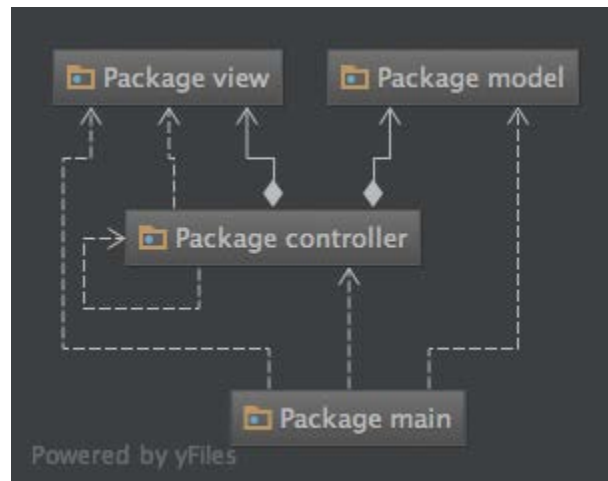 Package view
Package model
Package controller
Package main
Powered by yFiles